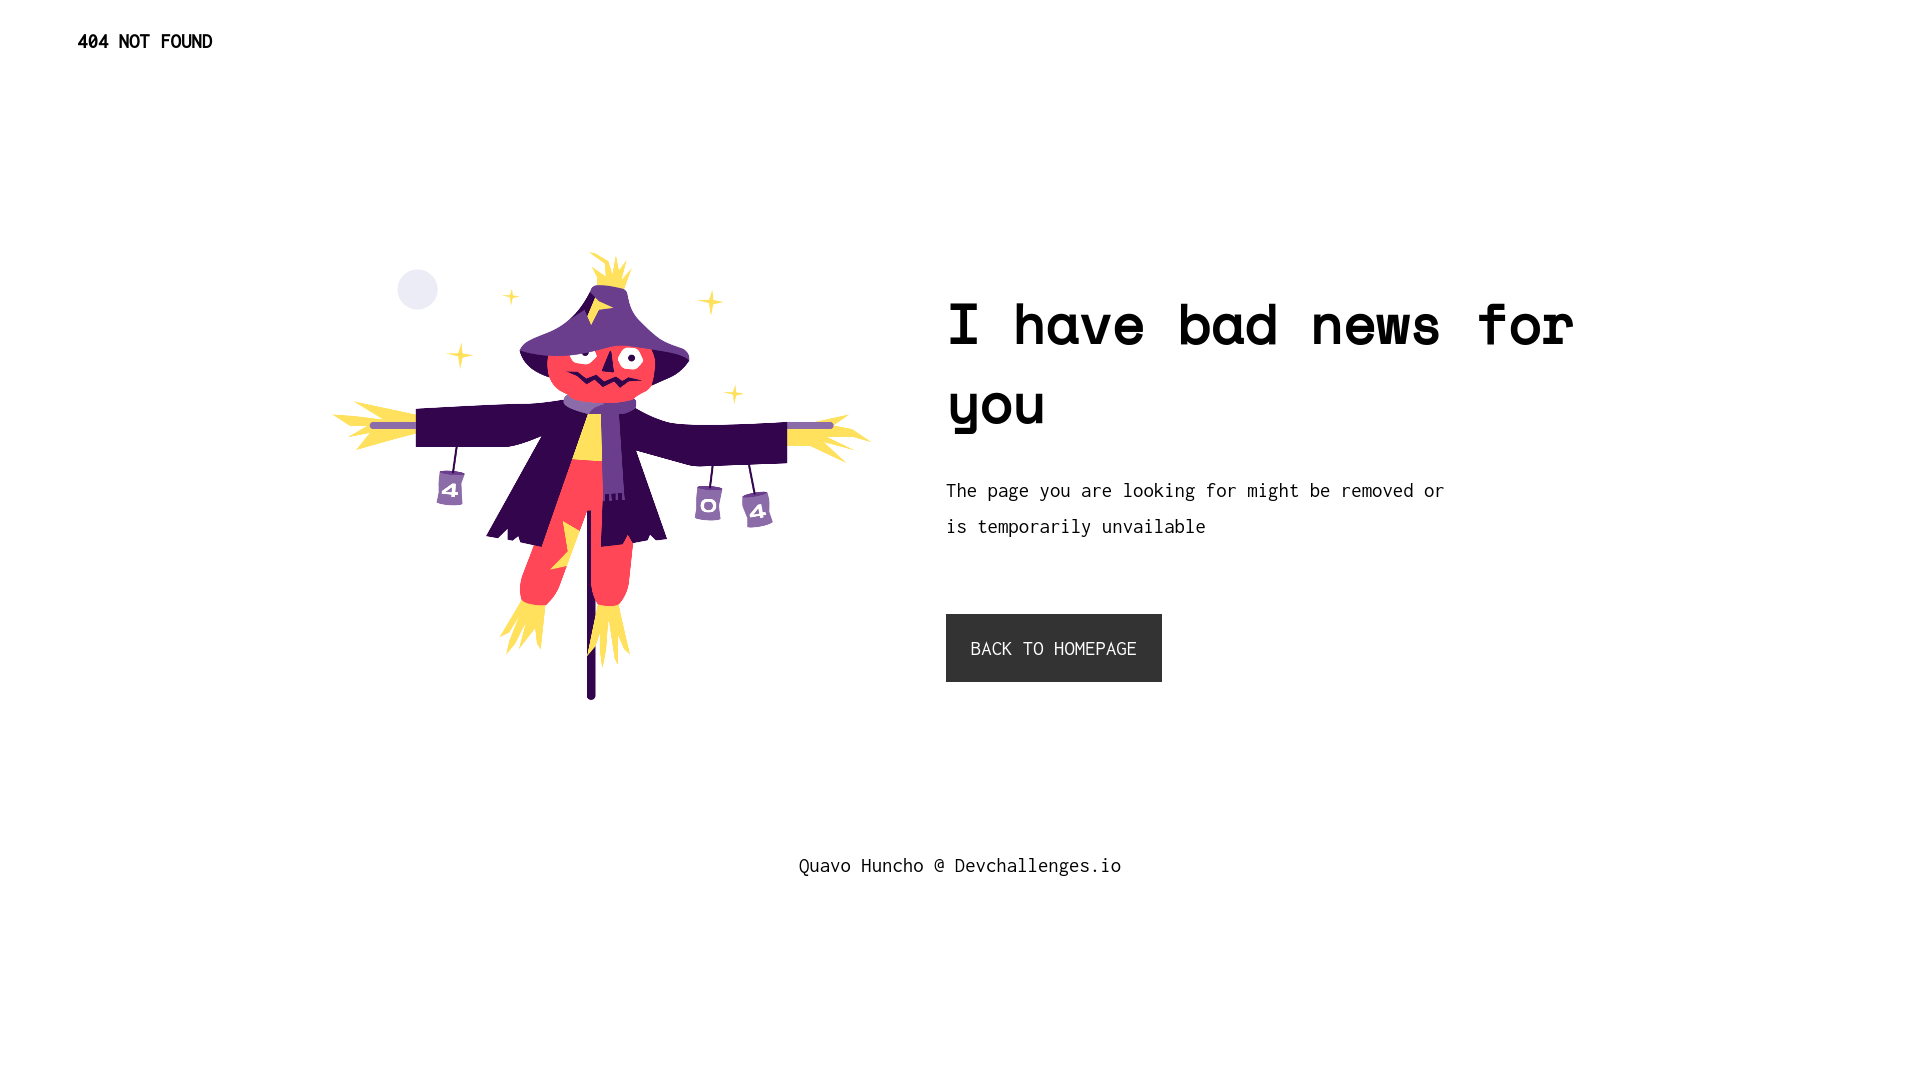 404 NOT FOUND
4
0
4
I have bad news for
you
The page you are looking for might be removed or
is temporarily unvailable
BACK TO HOMEPAGE
Quavo Huncho @ Devchallenges.io